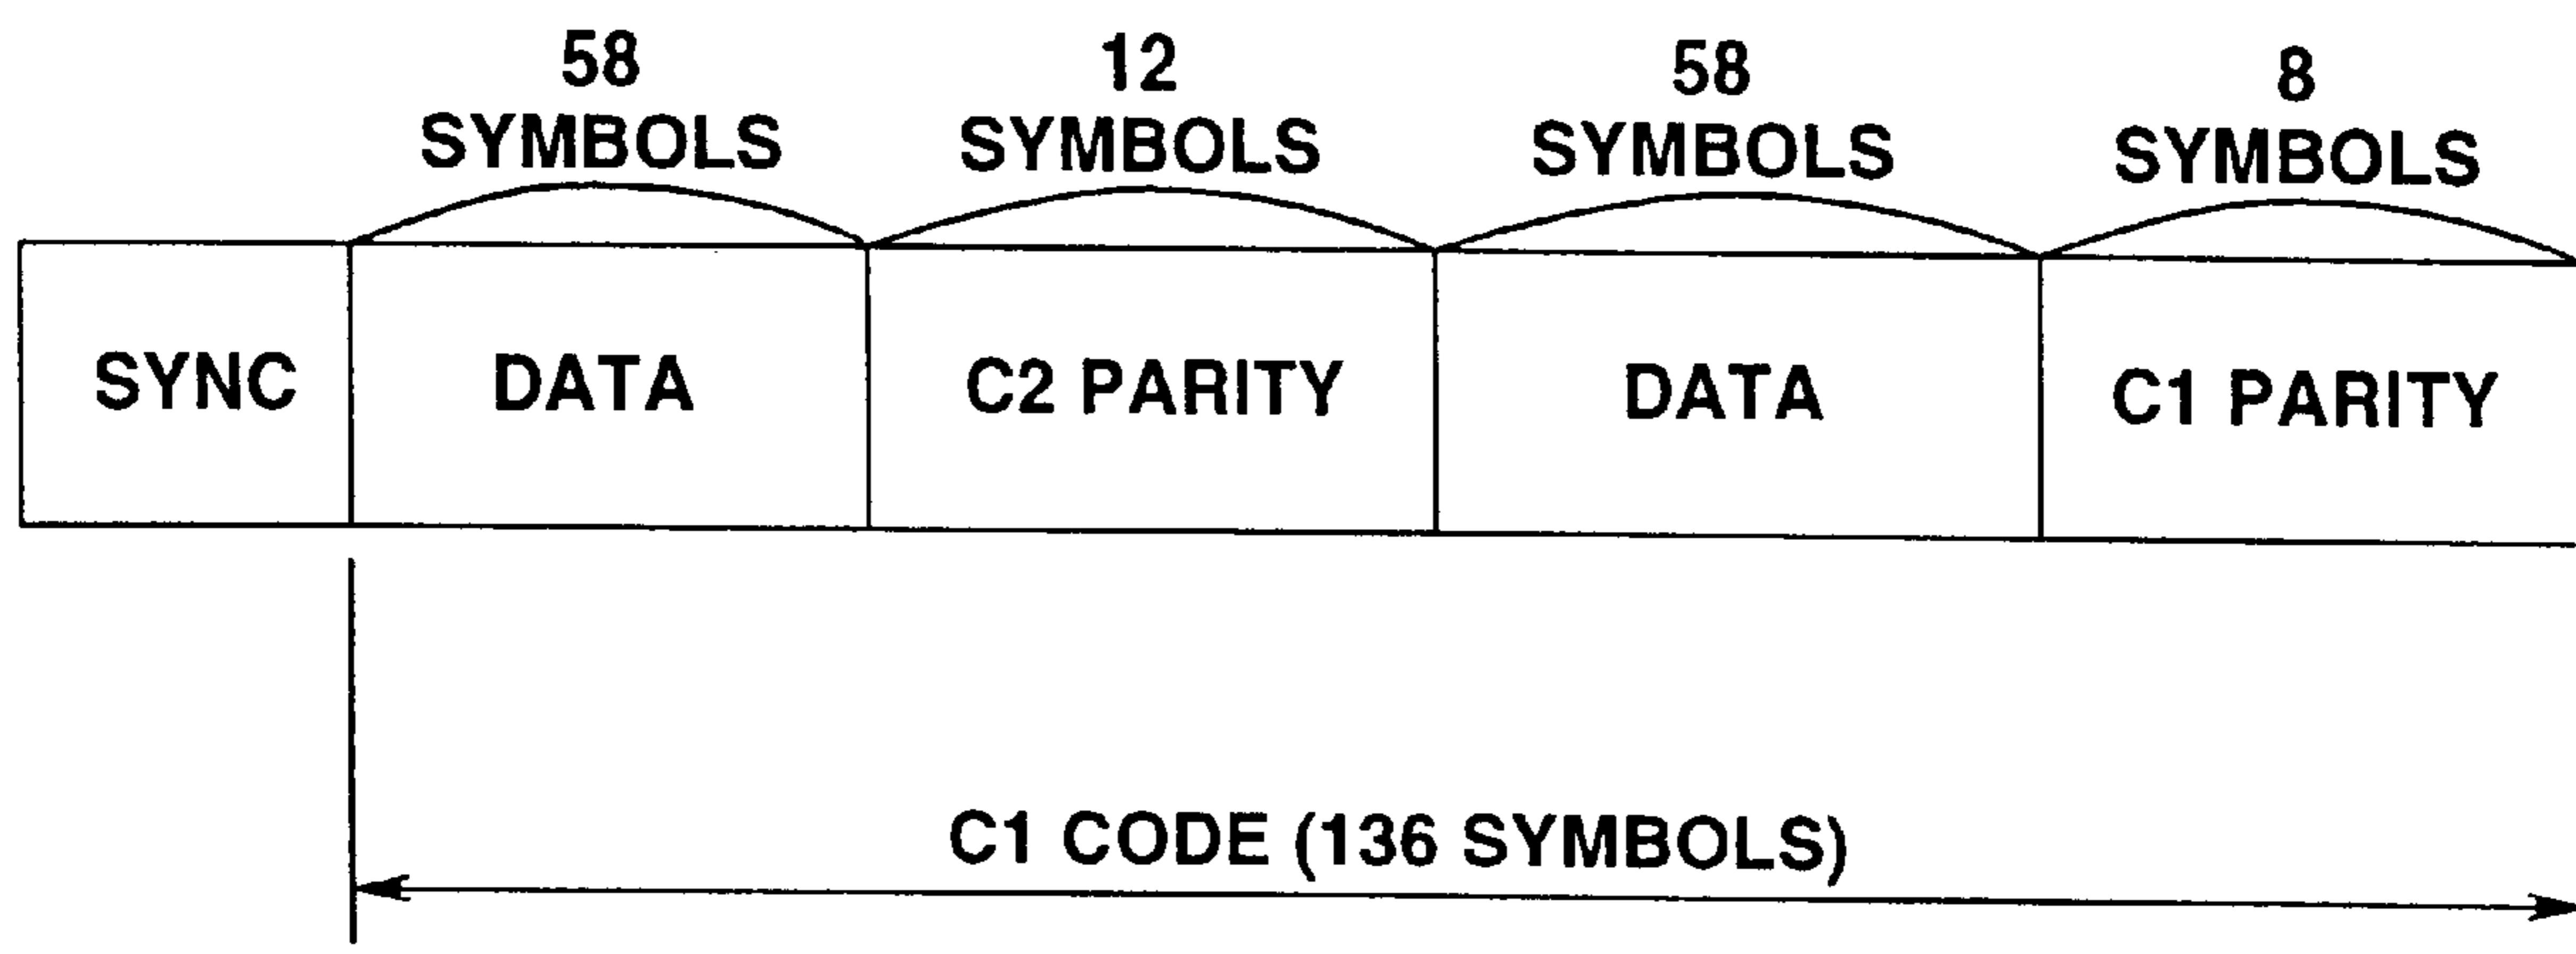 58
SYMBOLS
12
SYMBOLS
58
SYMBOLS
8
SYMBOLS
SYNC
DATA
C2 PARITY
DATA
C1 PARITY
C1 CODE (136 SYMBOLS)